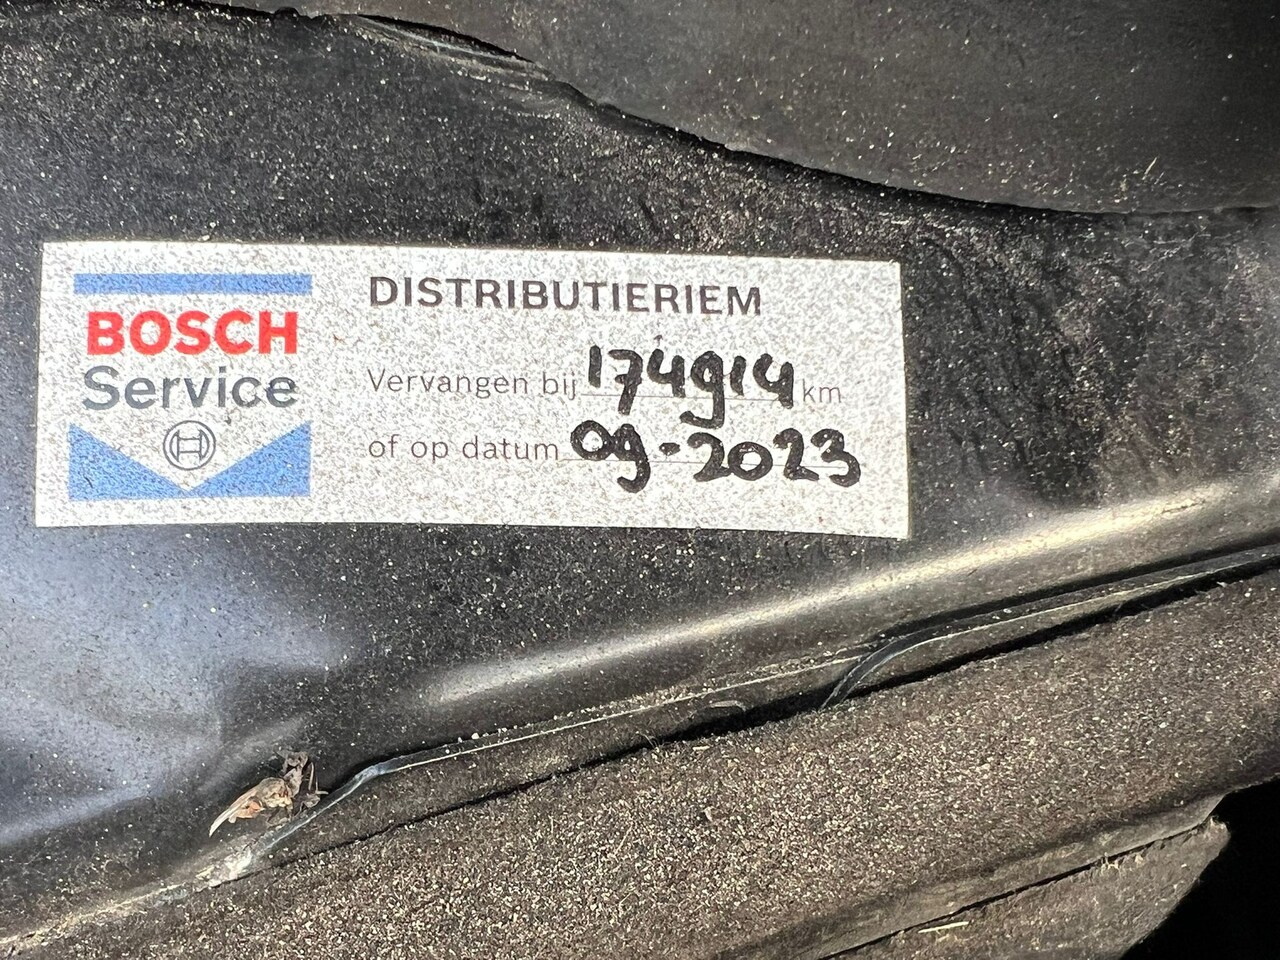 BOSCH
Service
DISTRIBUTIERIEM
Vervangen bij 174914 km
of op datum 09-2023